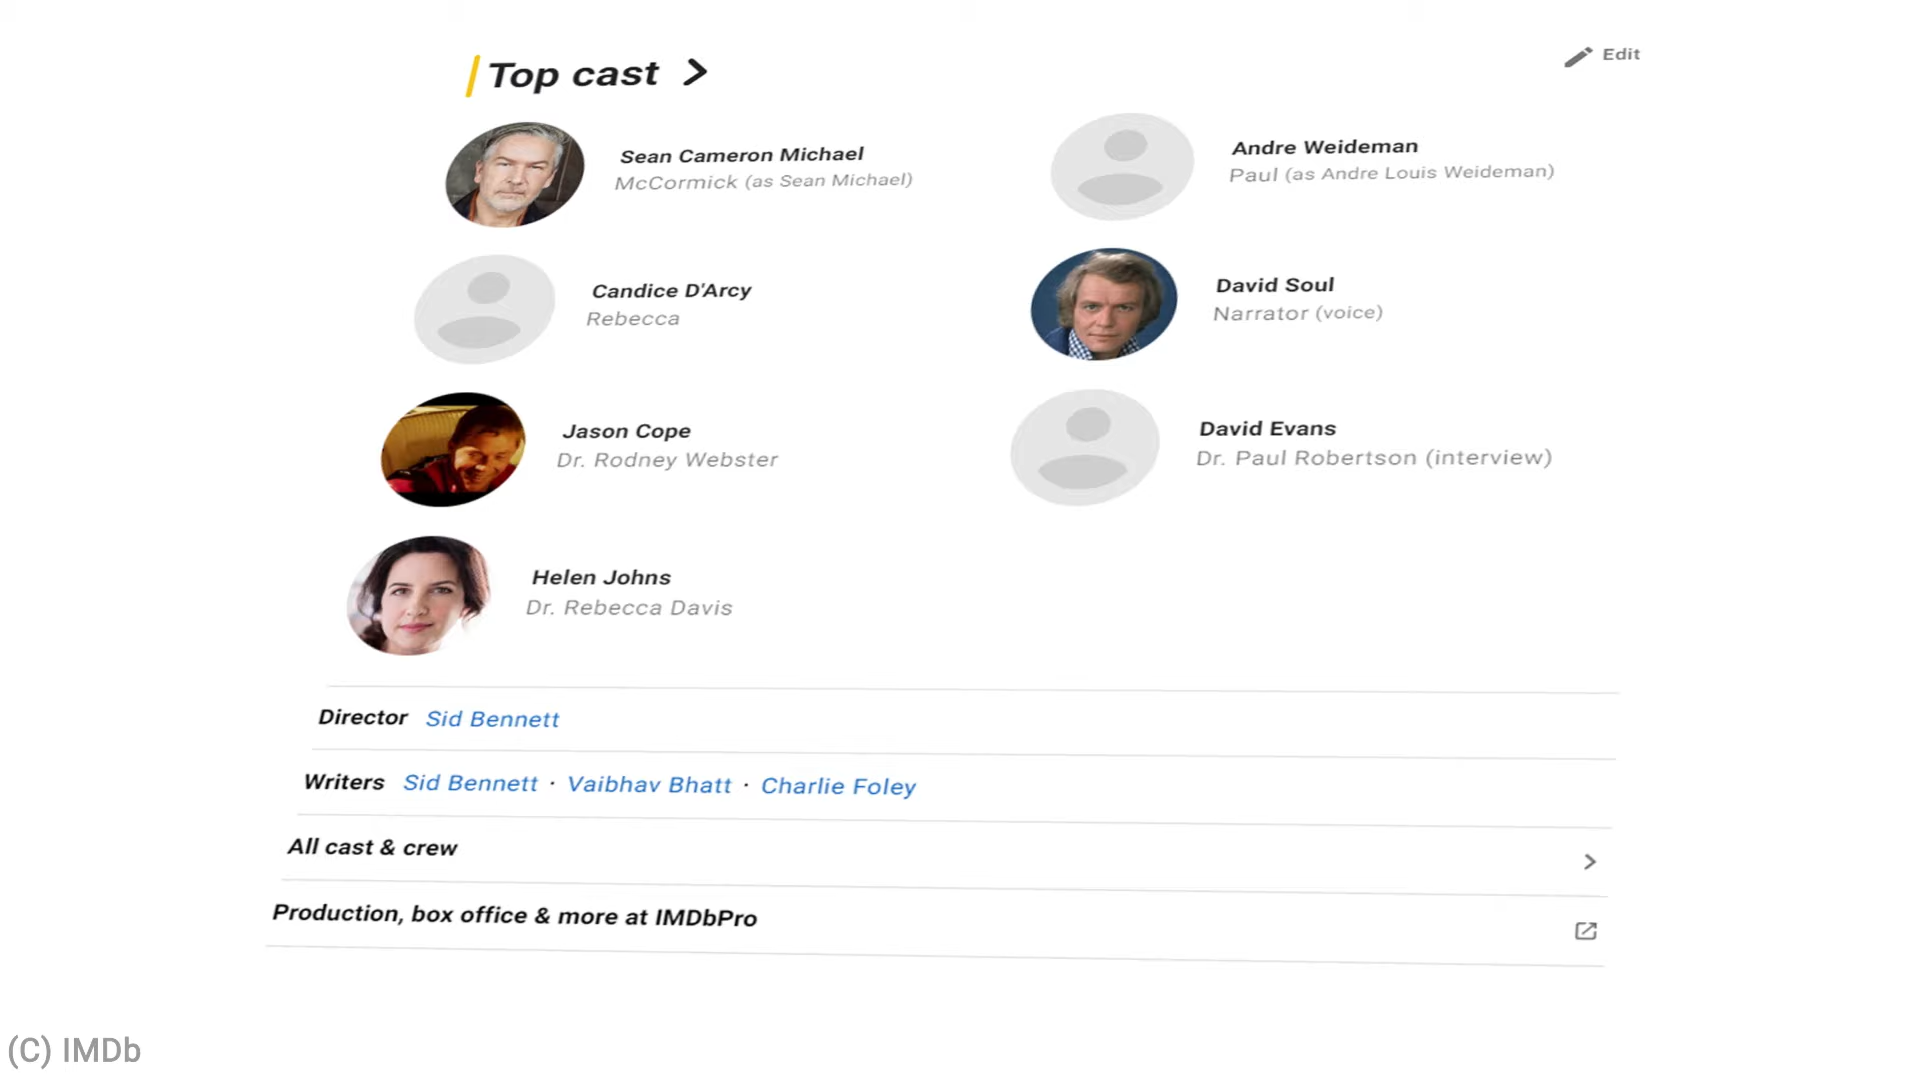 Top cast
Edit
Sean Cameron Michael
McCormick (as Sean Michael)
Andre Weideman
Paul (as Andre Louis Weideman)
Candice D'Arcy
Rebecca
David Soul
Narrator (voice)
Jason Cope
Dr. Rodney Webster
David Evans
Dr. Paul Robertson (interview)
Helen Johns
Dr. Rebecca Davis
Director Sid Bennett
Writers Sid Bennett · Vaibhav Bhatt · Charlie Foley
All cast & crew
Production, box office & more at IMDbPro
(C) IMDb